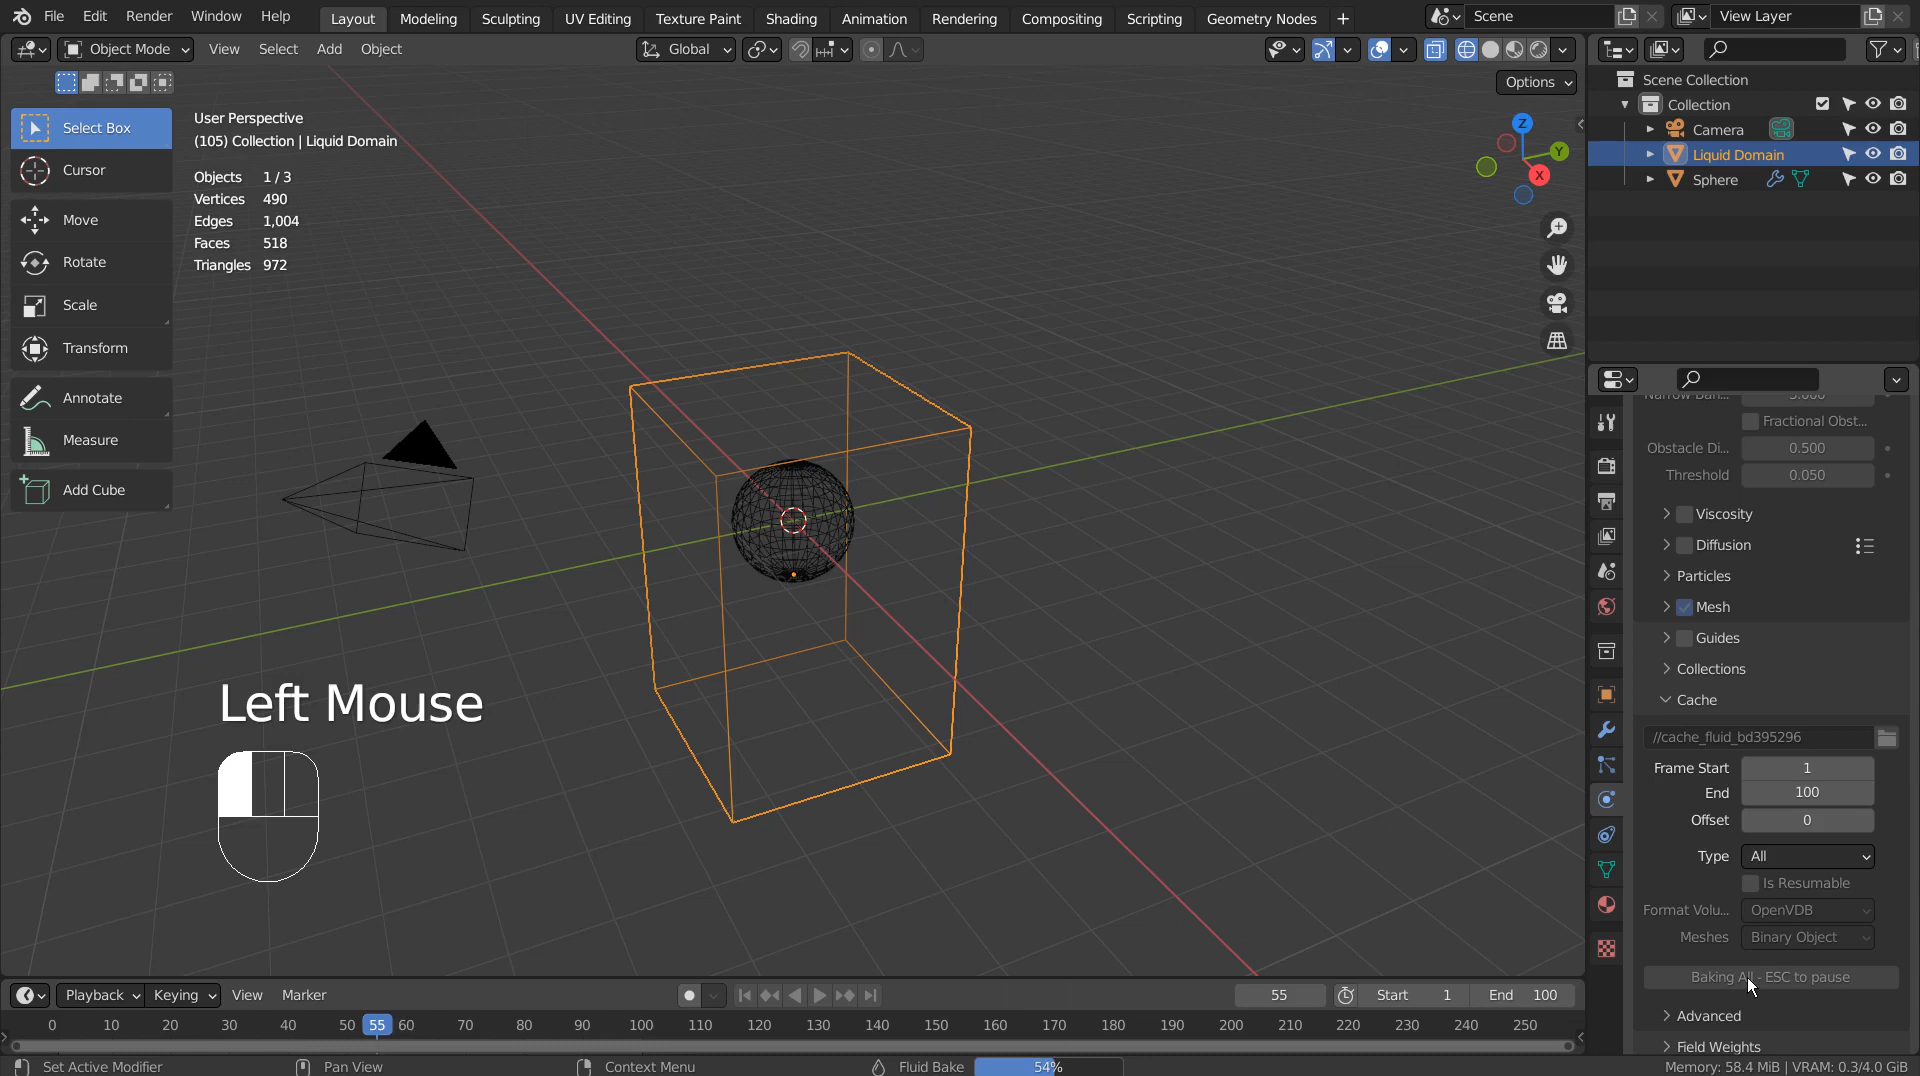 File Edit Render Window Help Layout Modeling Sculpting UV Editing Texture Paint Shading Animation Rendering Compositing Scripting Geometry Nodes + Scene View Layer
Object Mode View Select Add Object Global
Options
Scene Collection
Collection
Camera
Liquid Domain
Sphere
Select Box
Cursor
Move
Rotate
Scale
Transform
Annotate
Measure
Add Cube
User Perspective
(105) Collection | Liquid Domain
Objects 1 / 3
Vertices 490
Edges 1,004
Faces 518
Triangles 972
Z
Y
X
Left Mouse
Fractional Obst...
Obstacle Di... 0.500
Threshold 0.050
Viscosity
Diffusion
Particles
Mesh
Guides
Collections
Cache
//cache_fluid_bd395296
Frame Start 1
End 100
Offset 0
Type All
Is Resumable
Format Volu... OpenVDB
Meshes Binary Object
Baking All - ESC to pause
Advanced
Field Weights
Playback Keying View Marker 55 Start 1 End 100
0 10 20 30 40 50 55 60 70 80 90 100 110 120 130 140 150 160 170 180 190 200 210 220 230 240 250
Set Active Modifier Pan View Context Menu Fluid Bake 54% Memory: 58.4 MiB | VRAM: 0.3/4.0 GiB